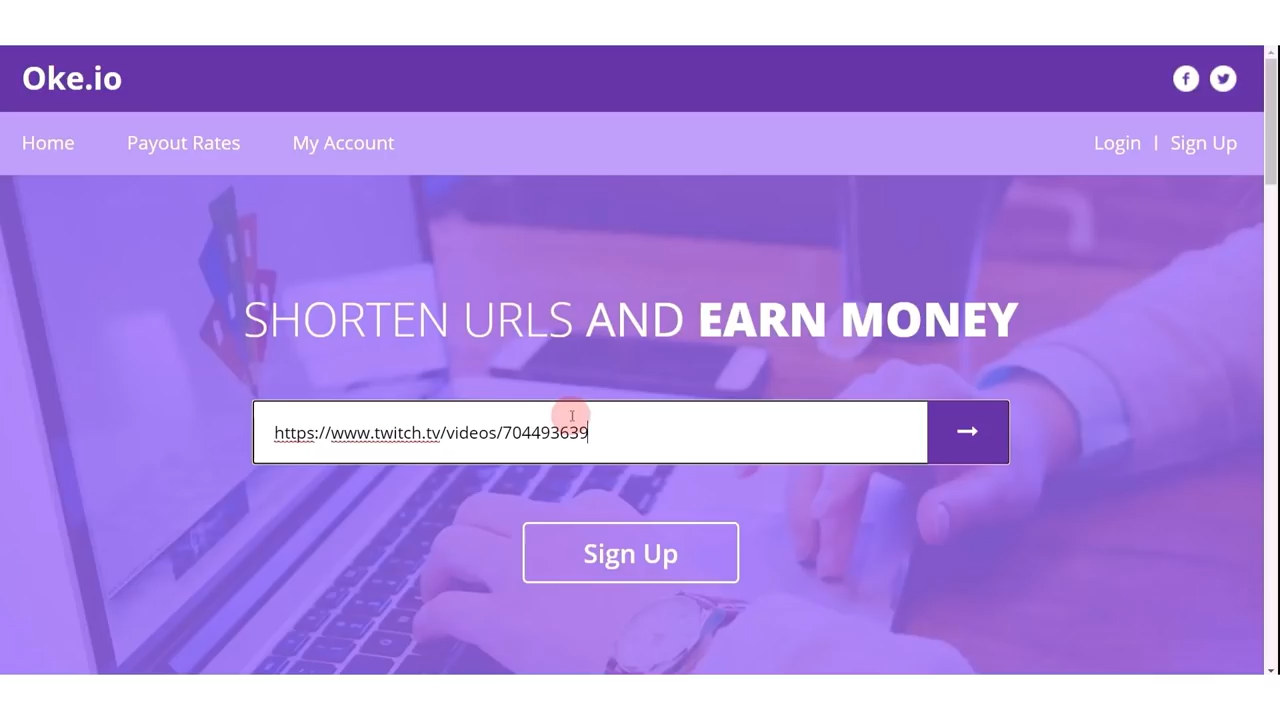 Oke.io
Home Payout Rates My Account Login | Sign Up
SHORTEN URLS AND EARN MONEY
https://www.twitch.tv/videos/704493639
Sign Up